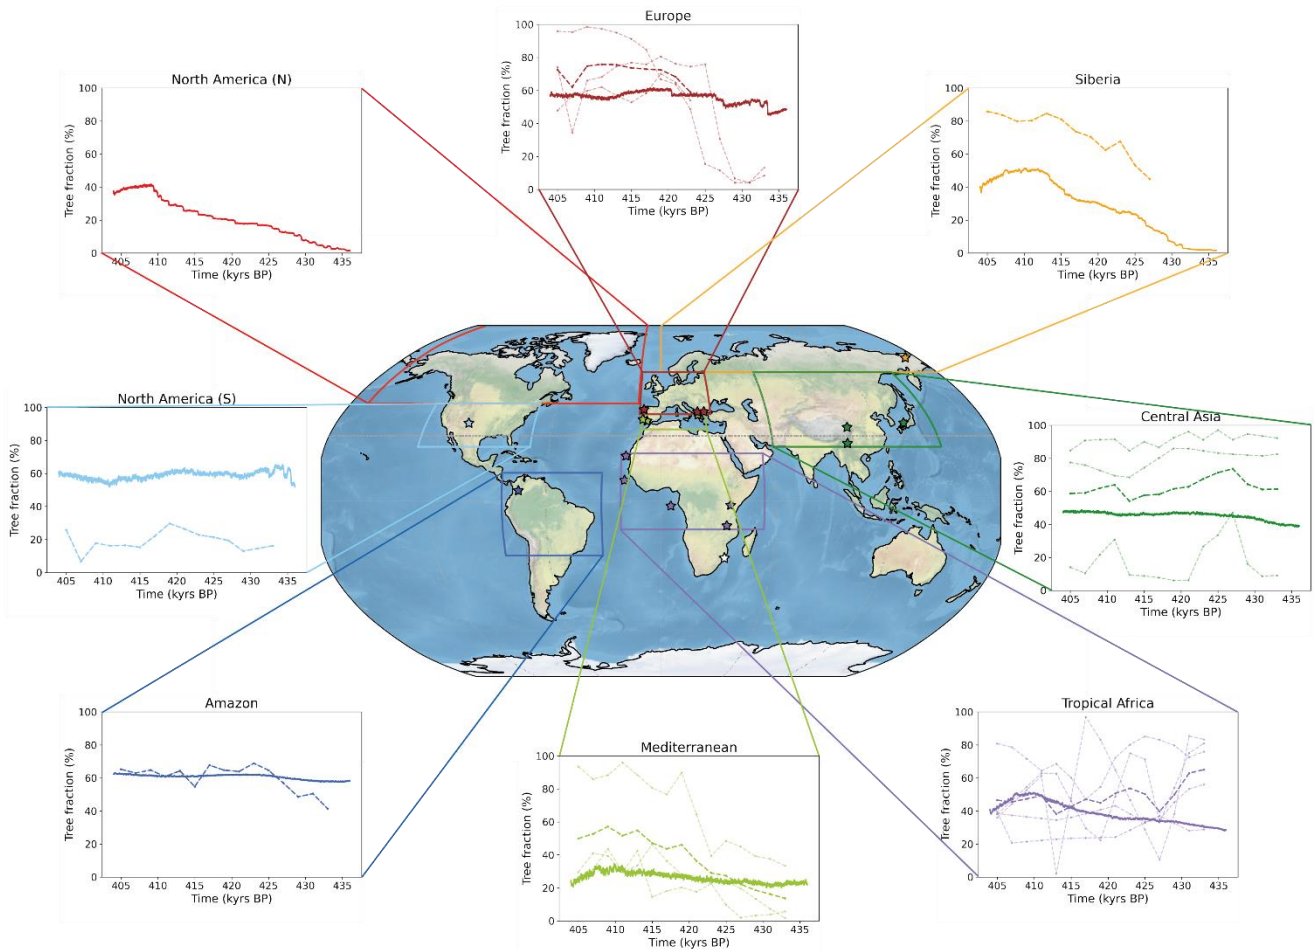 Europe
Tree fraction (%)
100
80
60
40
20
0
405 410 415 420 425 430 435
Time (kyrs BP)
North America (N)
Tree fraction (%)
100
80
60
40
20
0
405 410 415 420 425 430 435
Time (kyrs BP)
Siberia
Tree fraction (%)
100
80
60
40
20
0
405 410 415 420 425 430 435
Time (kyrs BP)
North America (S)
Tree fraction (%)
100
80
60
40
20
0
405 410 415 420 425 430 435
Time (kyrs BP)
Central Asia
Tree fraction (%)
100
80
60
40
20
0
405 410 415 420 425 430 435
Time (kyrs BP)
Amazon
Tree fraction (%)
100
80
60
40
20
0
405 410 415 420 425 430 435
Time (kyrs BP)
Mediterranean
Tree fraction (%)
100
80
60
40
20
0
405 410 415 420 425 430 435
Time (kyrs BP)
Tropical Africa
Tree fraction (%)
100
80
60
40
20
0
405 410 415 420 425 430 435
Time (kyrs BP)